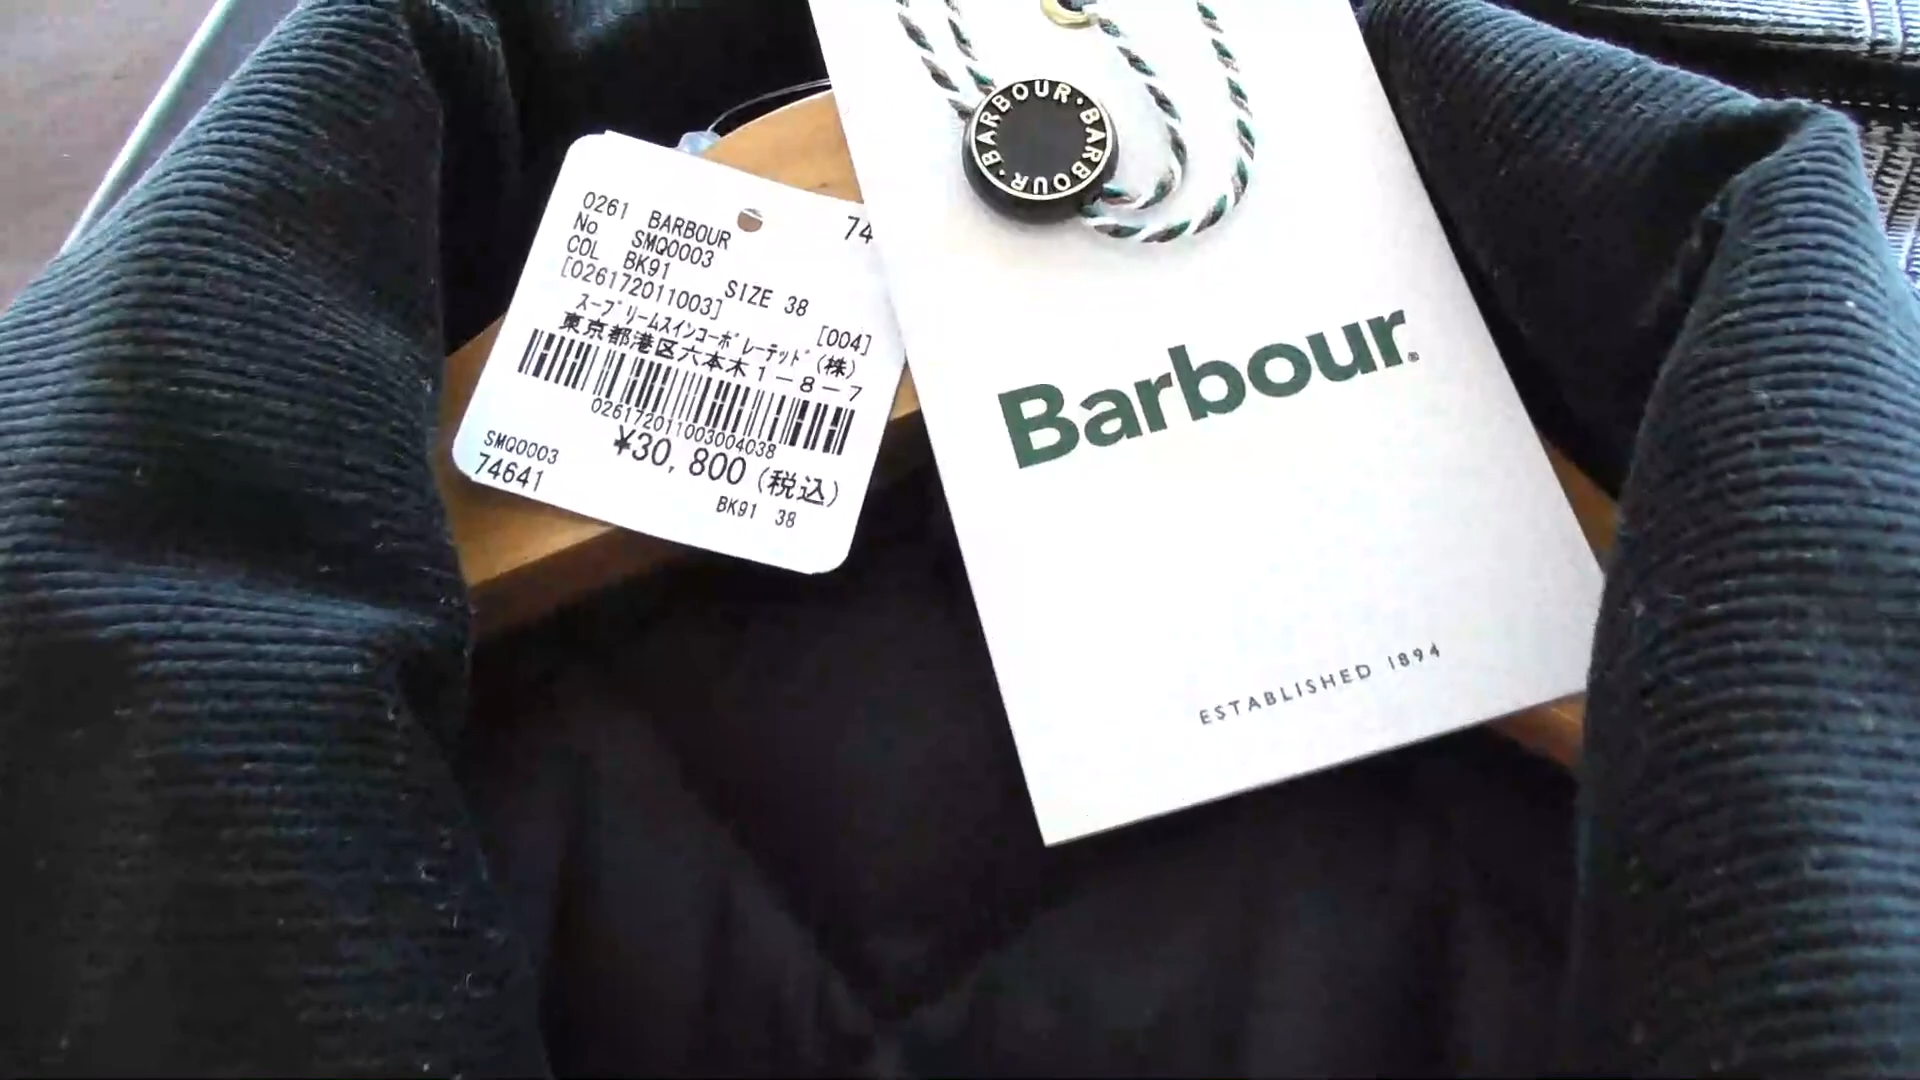 0261 BARBOUR 74
No SMQ0003
COL BK91
[026172011003] SIZE 38
[004]
スープリームスインコーポレーテッド(株)
東京都港区六本木1-8-7
026172011003004038
SMQ0003 ¥30,800(税込)
74641
BK91 38
BARBOUR・BARBOUR・BARBOUR
Barbour®
ESTABLISHED 1894